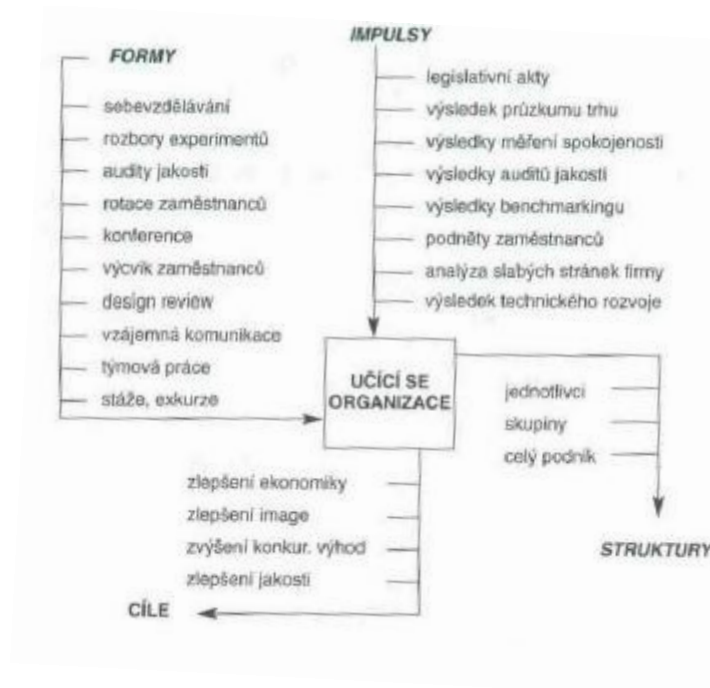 FORMY
sebevzdělávání
rozbory experimentů
audity jakosti
rotace zaměstnanců
konference
výcvik zaměstnanců
design review
vzájemná komunikace
týmová práce
stáže, exkurze
IMPULSY
legislativní akty
výsledek průzkumu trhu
výsledky měření spokojenosti
výsledky auditů jakosti
výsledky benchmarkingu
podněty zaměstnanců
analýza slabých stránek firmy
výsledek technického rozvoje
UČÍCÍ SE
ORGANIZACE
jednotlivci
skupiny
celý podnik
STRUKTURY
zlepšení ekonomiky
zlepšení image
zvýšení konkur. výhod
zlepšení jakosti
CÍLE